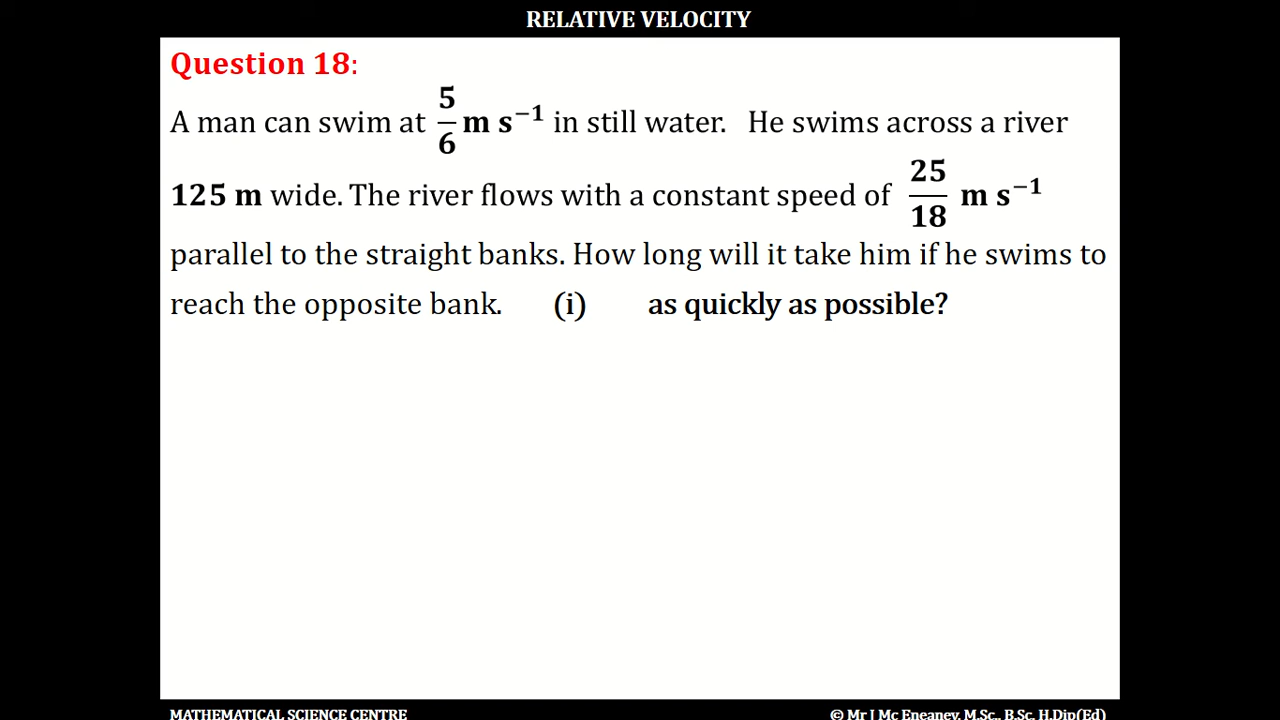 RELATIVE VELOCITY
Question 18:
A man can swim at 5/6 m s⁻¹ in still water. He swims across a river
125 m wide. The river flows with a constant speed of 25/18 m s⁻¹
parallel to the straight banks. How long will it take him if he swims to
reach the opposite bank. (i) as quickly as possible?
MATHEMATICAL SCIENCE CENTRE
© Mr J Mc Eneaney, M.Sc., B.Sc, H.Dip(Ed)